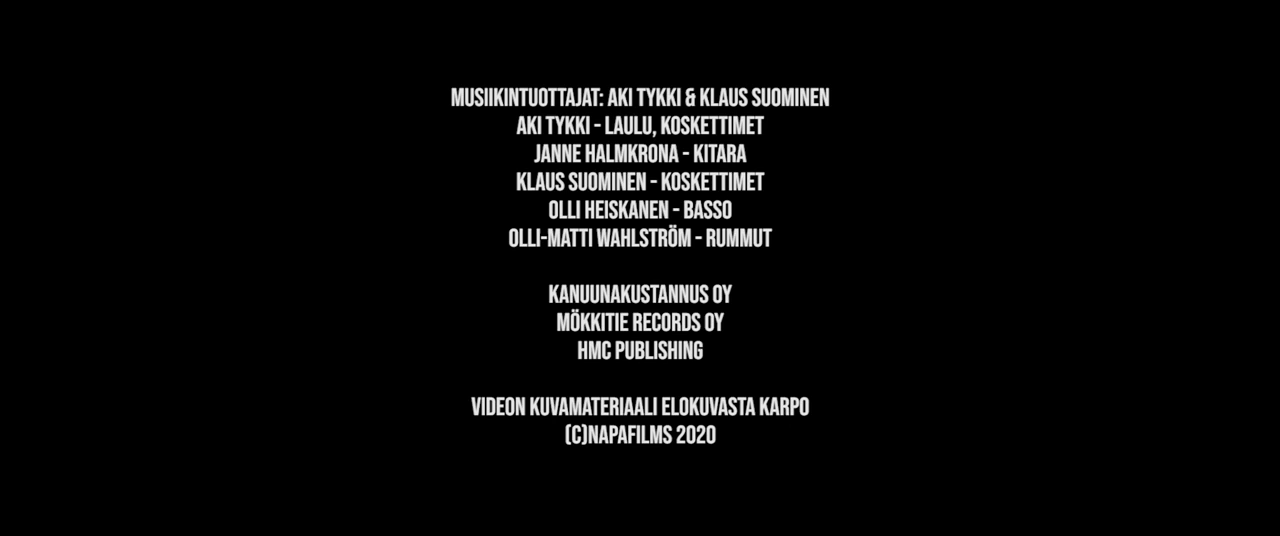 MUSIIKINTUOTTAJAT: AKI TYKKI & KLAUS SUOMINEN
AKI TYKKI - LAULU, KOSKETTIMET
JANNE HALMKRONA - KITARA
KLAUS SUOMINEN - KOSKETTIMET
OLLI HEISKANEN - BASSO
OLLI-MATTI WAHLSTRÖM - RUMMUT
KANUUNAKUSTANNUS OY
MÖKKITIE RECORDS OY
HMC PUBLISHING
VIDEON KUVAMATERIAALI ELOKUVASTA KARPO
(C)NAPAFILMS 2020